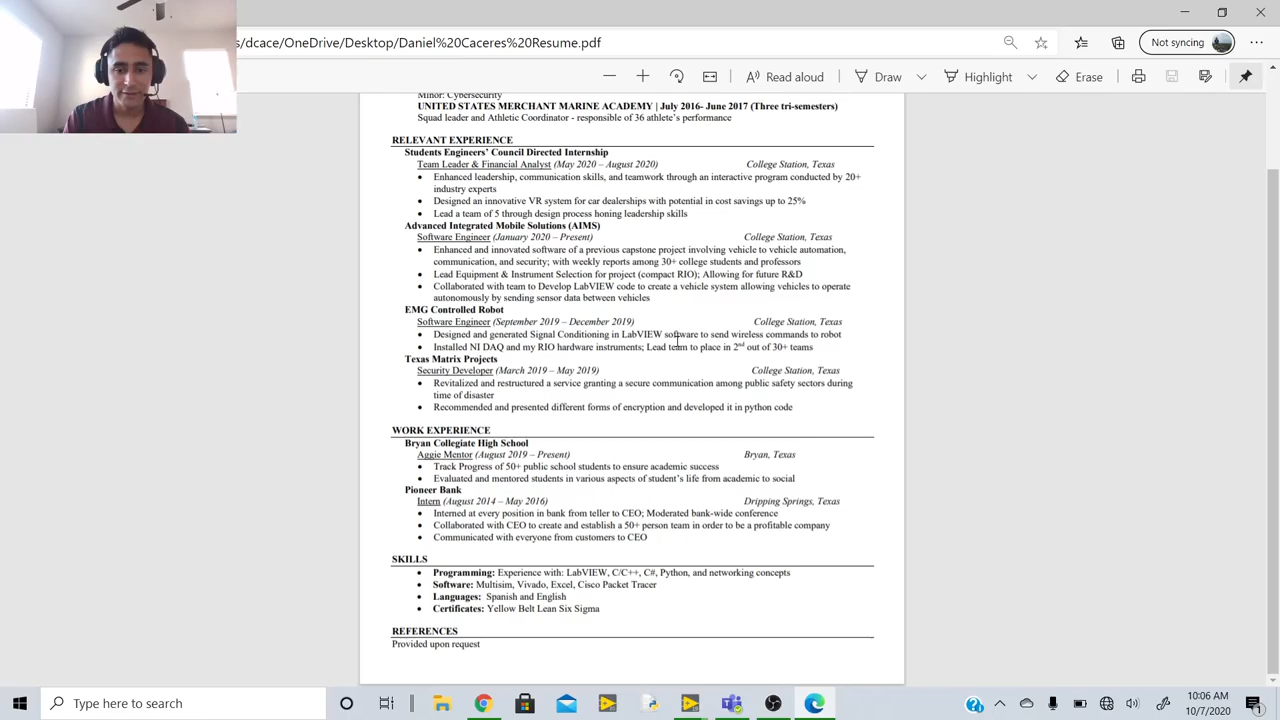 s/dcace/OneDrive/Desktop/Daniel%20Caceres%20Resume.pdf
Not syncing
Read aloud
Draw
Highlight
Erase
Minor: Cybersecurity
UNITED STATES MERCHANT MARINE ACADEMY | July 2016- June 2017 (Three tri-semesters)
Squad leader and Athletic Coordinator - responsible of 36 athlete's performance
RELEVANT EXPERIENCE
Students Engineers' Council Directed Internship
Team Leader & Financial Analyst (May 2020 – August 2020) College Station, Texas
• Enhanced leadership, communication skills, and teamwork through an interactive program conducted by 20+
industry experts
• Designed an innovative VR system for car dealerships with potential in cost savings up to 25%
• Lead a team of 5 through design process honing leadership skills
Advanced Integrated Mobile Solutions (AIMS)
Software Engineer (January 2020 – Present) College Station, Texas
• Enhanced and innovated software of a previous capstone project involving vehicle to vehicle automation,
communication, and security; with weekly reports among 30+ college students and professors
• Lead Equipment & Instrument Selection for project (compact RIO); Allowing for future R&D
• Collaborated with team to Develop LabVIEW code to create a vehicle system allowing vehicles to operate
autonomously by sending sensor data between vehicles
EMG Controlled Robot
Software Engineer (September 2019 – December 2019) College Station, Texas
• Designed and generated Signal Conditioning in LabVIEW software to send wireless commands to robot
• Installed NI DAQ and my RIO hardware instruments; Lead team to place in 2nd out of 30+ teams
Texas Matrix Projects
Security Developer (March 2019 – May 2019) College Station, Texas
• Revitalized and restructured a service granting a secure communication among public safety sectors during
time of disaster
• Recommended and presented different forms of encryption and developed it in python code
WORK EXPERIENCE
Bryan Collegiate High School
Aggie Mentor (August 2019 – Present) Bryan, Texas
• Track Progress of 50+ public school students to ensure academic success
• Evaluated and mentored students in various aspects of student's life from academic to social
Pioneer Bank
Intern (August 2014 – May 2016) Dripping Springs, Texas
• Interned at every position in bank from teller to CEO; Moderated bank-wide conference
• Collaborated with CEO to create and establish a 50+ person team in order to be a profitable company
• Communicated with everyone from customers to CEO
SKILLS
• Programming: Experience with: LabVIEW, C/C++, C#, Python, and networking concepts
• Software: Multisim, Vivado, Excel, Cisco Packet Tracer
• Languages: Spanish and English
• Certificates: Yellow Belt Lean Six Sigma
REFERENCES
Provided upon request
Type here to search
10:06 AM
10/7/2020